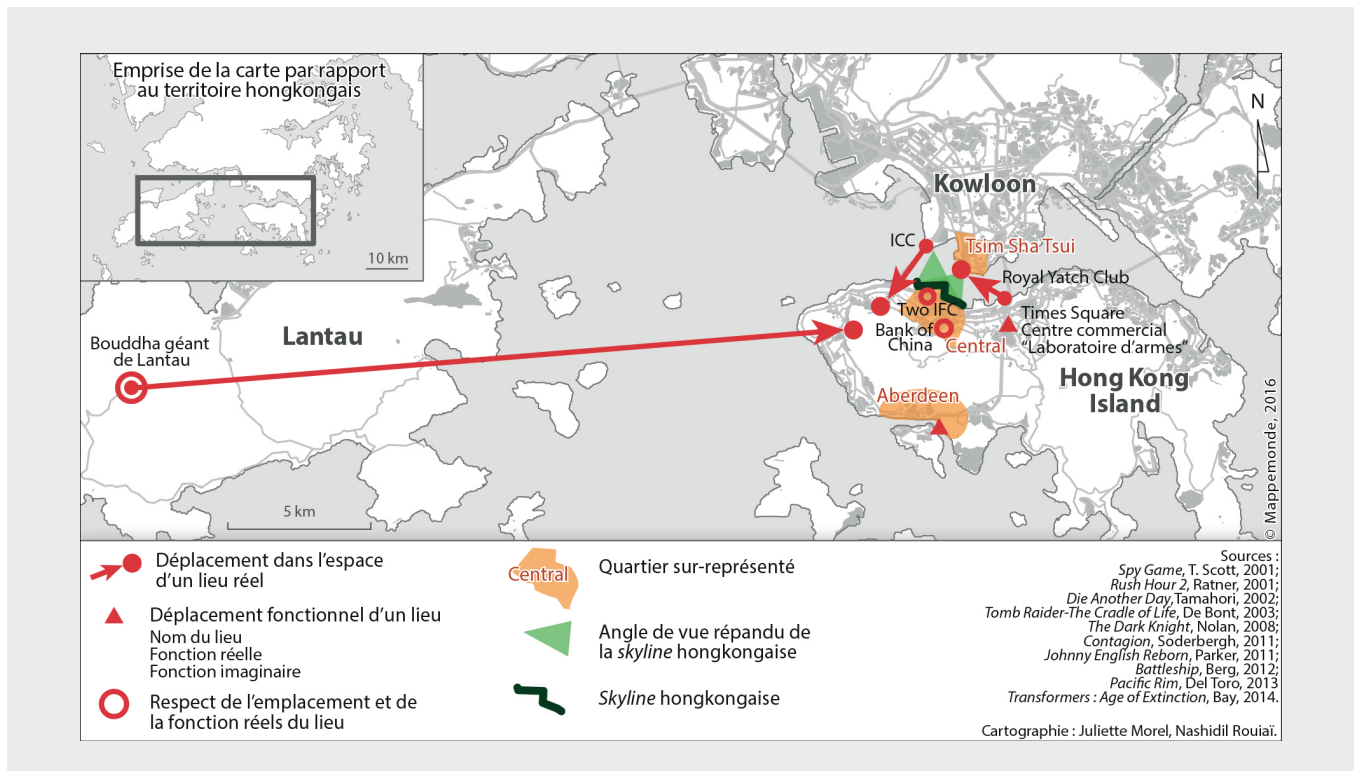 Emprise de la carte par rapport
au territoire hongkongais
10 km
N
Kowloon
ICC
Tsim Sha Tsui
Royal Yatch Club
Two IFC
Times Square
Centre commercial
"Laboratoire d'armes"
Bank of
China
Central
Lantau
Bouddha géant
de Lantau
Hong Kong
Island
Aberdeen
5 km
© Mappemonde, 2016
Déplacement dans l'espace
d'un lieu réel
Déplacement fonctionnel d'un lieu
Nom du lieu
Fonction réelle
Fonction imaginaire
Respect de l'emplacement et de
la fonction réels du lieu
Central
Quartier sur-représenté
Angle de vue répandu de
la skyline hongkongaise
Skyline hongkongaise
Sources :
Spy Game, T. Scott, 2001;
Rush Hour 2, Ratner, 2001;
Die Another Day,Tamahori, 2002;
Tomb Raider-The Cradle of Life, De Bont, 2003;
The Dark Knight, Nolan, 2008;
Contagion, Soderbergh, 2011;
Johnny English Reborn, Parker, 2011;
Battleship, Berg, 2012;
Pacific Rim, Del Toro, 2013
Transformers : Age of Extinction, Bay, 2014.
Cartographie : Juliette Morel, Nashidil Rouiaï.